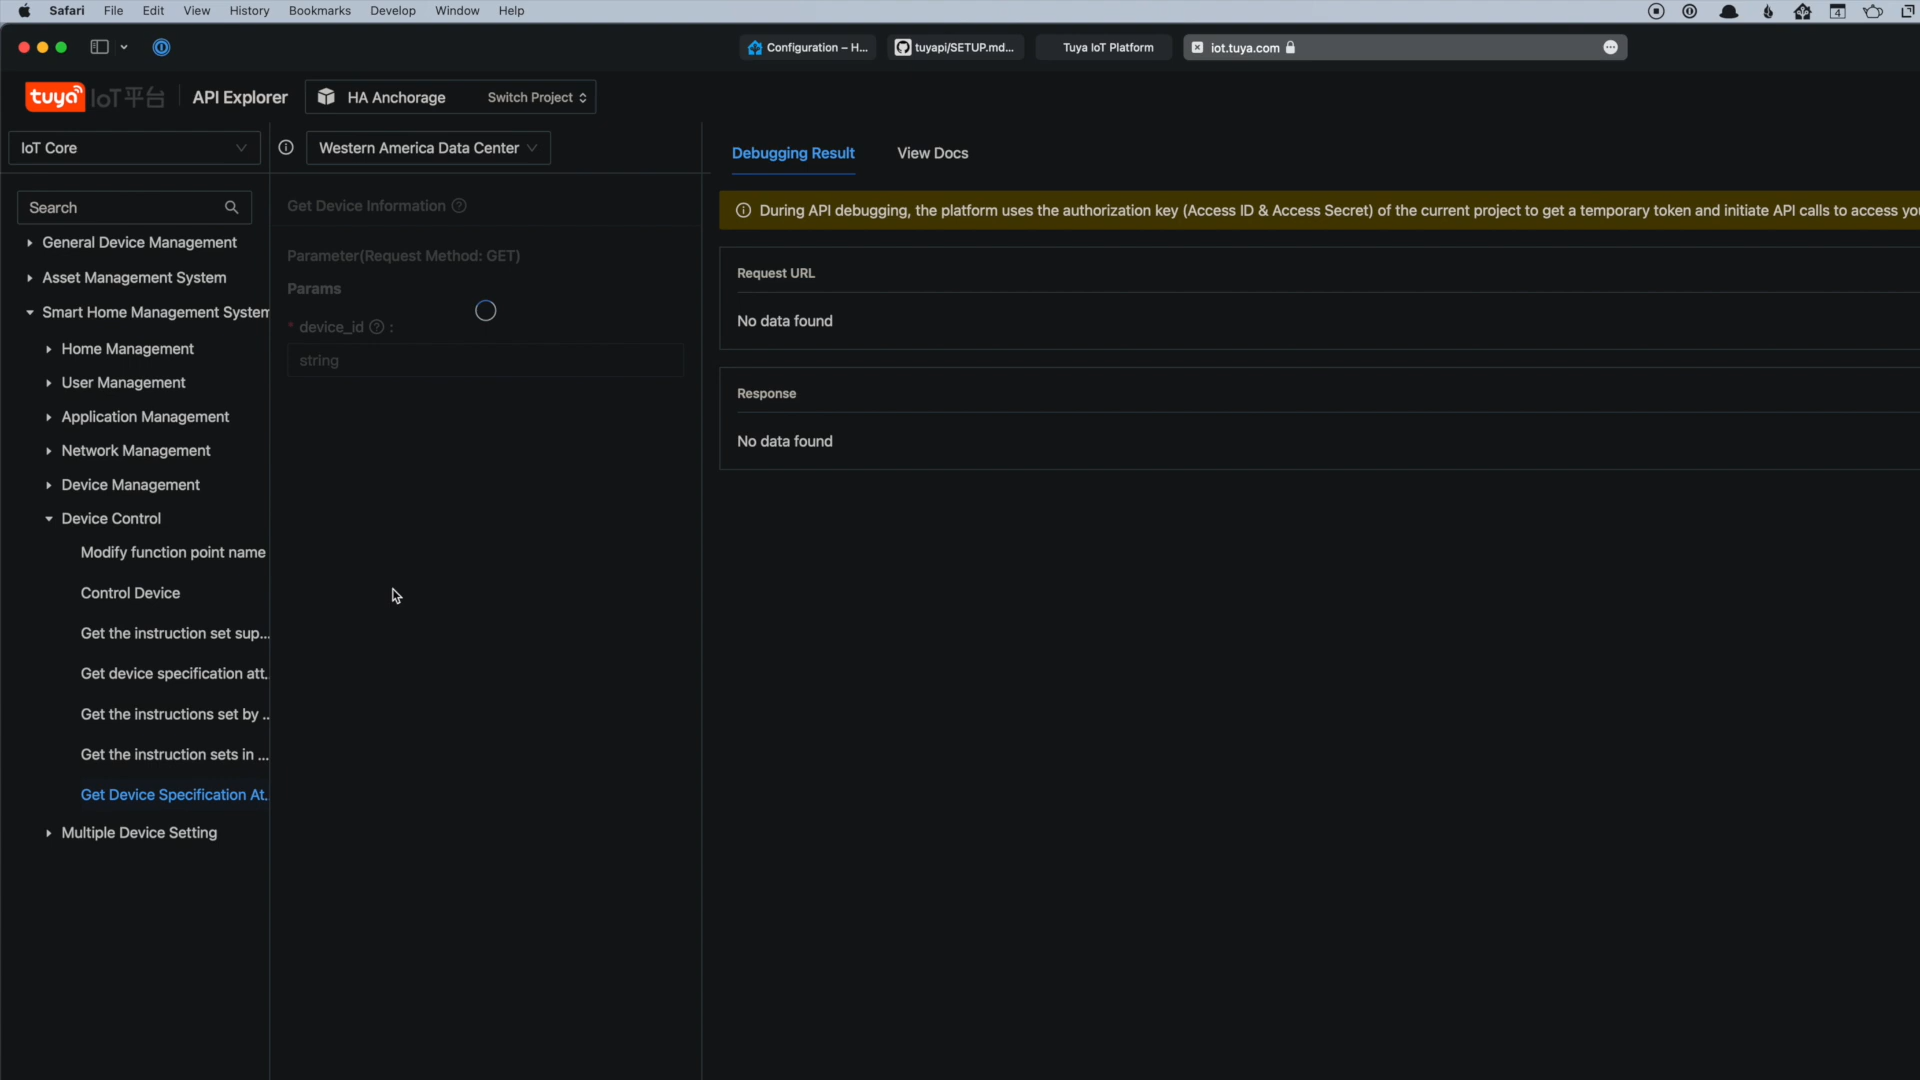 Safari File Edit View History Bookmarks Develop Window Help
4
Configuration – H...
tuyapi/SETUP.md...
Tuya IoT Platform
iot.tuya.com
tuya IoT平台
API Explorer
HA Anchorage
Switch Project
IoT Core
Western America Data Center
Debugging Result
View Docs
Search
General Device Management
Asset Management System
Smart Home Management System
Home Management
User Management
Application Management
Network Management
Device Management
Device Control
Modify function point name
Control Device
Get the instruction set sup...
Get device specification att.
Get the instructions set by ..
Get the instruction sets in ...
Get Device Specification At.
Multiple Device Setting
Get Device Information
Parameter(Request Method: GET)
Params
* device_id :
string
During API debugging, the platform uses the authorization key (Access ID & Access Secret) of the current project to get a temporary token and initiate API calls to access you
Request URL
No data found
Response
No data found